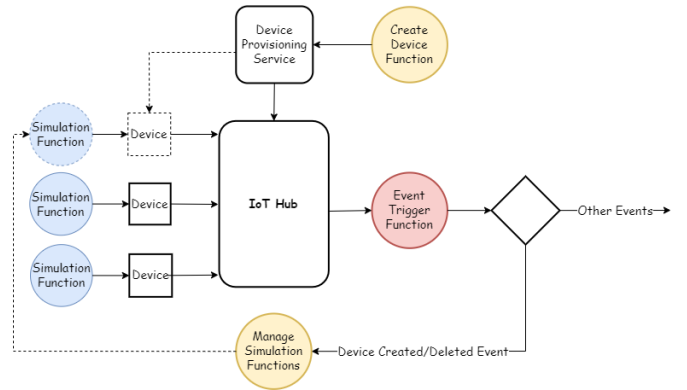 Device
Provisioning
Service
Create
Device
Function
Simulation
Function
Device
Simulation
Function
Device
IoT Hub
Event
Trigger
Function
Other Events
Simulation
Function
Device
Manage
Simulation
Functions
Device Created/Deleted Event